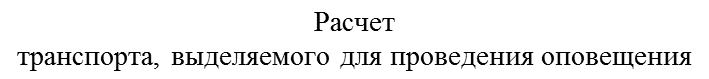 Расчет
транспорта, выделяемого для проведения оповещения